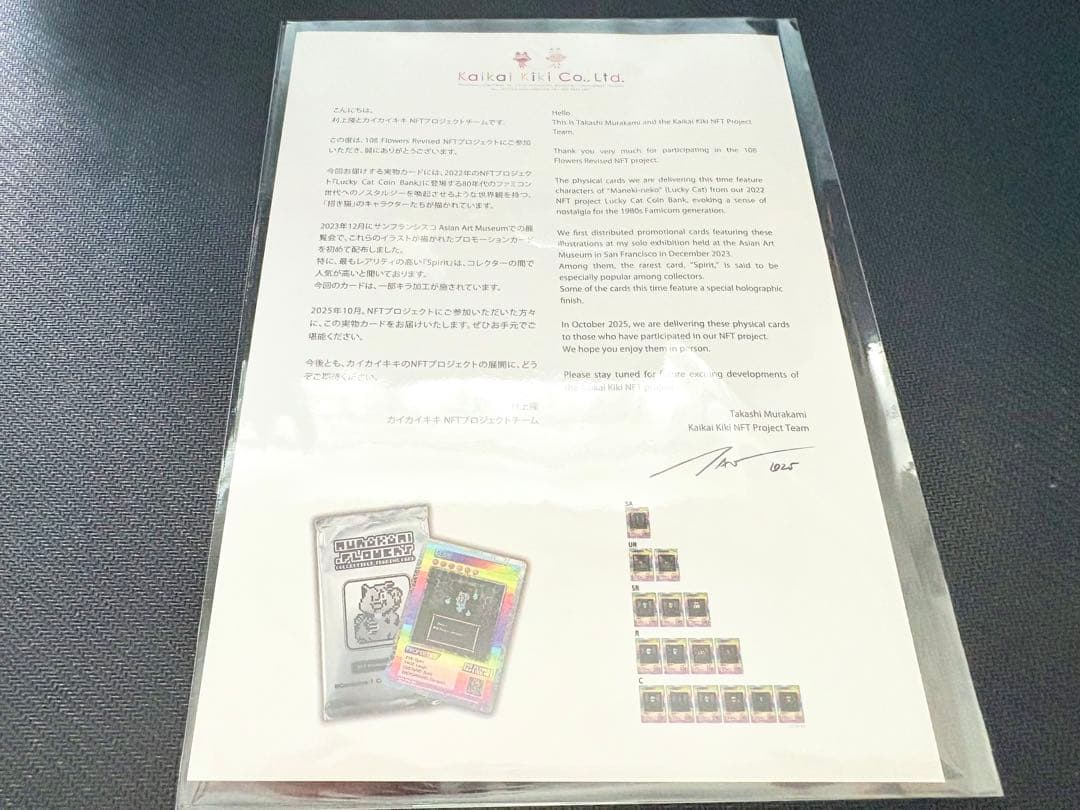 Kaikai Kiki Co., Ltd.
こんにちは、
村上隆とカイカイキキ NFTプロジェクトチームです。
この度は、108 Flowers Revised NFTプロジェクトにご参加
いただき、誠にありがとうございます。
今回お届けする実物カードには、2022年のNFTプロジェク
ト「Lucky Cat Coin Bank」に登場する80年代のファミコン
世代へのノスタルジーを喚起させるような世界観を持つ、
「招き猫」のキャラクターたちが描かれています。
2023年12月にサンフランシスコ Asian Art Museumでの展
覧会で、これらのイラストが描かれたプロモーションカード
を初めて配布しました。
特に、最もレアリティの高い「Spirit」は、コレクターの間で
人気が高いと聞いております。
今回のカードは、一部キラ加工が施されています。
2025年10月、NFTプロジェクトにご参加いただいた方々
に、この実物カードをお届けいたします。ぜひお手元でご
堪能ください。
今後とも、カイカイキキのNFTプロジェクトの展開に、どう
ぞご期待ください。
村上隆
カイカイキキ NFTプロジェクトチーム
Hello
This is Takashi Murakami and the Kaikai Kiki NFT Project
Team.
Thank you very much for participating in the 108
Flowers Revised NFT project.
The physical cards we are delivering this time feature
characters of "Maneki-neko" (Lucky Cat) from our 2022
NFT project Lucky Cat Coin Bank, evoking a sense of
nostalgia for the 1980s Famicom generation.
We first distributed promotional cards featuring these
illustrations at my solo exhibition held at the Asian Art
Museum in San Francisco in December 2023.
Among them, the rarest card, "Spirit," is said to be
especially popular among collectors.
Some of the cards this time feature a special holographic
finish.
In October 2025, we are delivering these physical cards
to those who have participated in our NFT project.
We hope you enjoy them in person.
Please stay tuned for future exciting developments of
the Kaikai Kiki NFT project.
Takashi Murakami
Kaikai Kiki NFT Project Team
2025
MURAKAMI
FLOWERS
SA
UR
SR
R
C